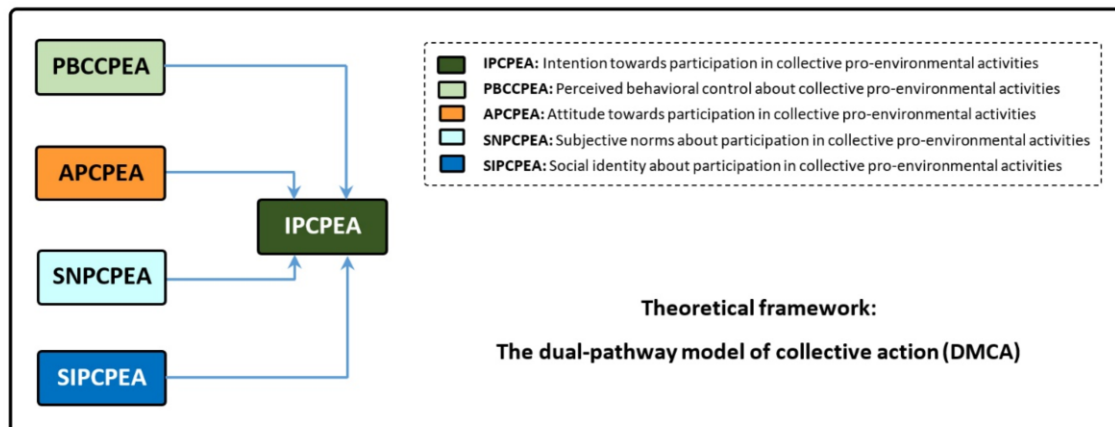 PBCCPEA
APCPEA
SNPCPEA
SIPCPEA
IPCPEA
IPCPEA: Intention towards participation in collective pro-environmental activities
PBCCPEA: Perceived behavioral control about collective pro-environmental activities
APCPEA: Attitude towards participation in collective pro-environmental activities
SNPCPEA: Subjective norms about participation in collective pro-environmental activities
SIPCPEA: Social identity about participation in collective pro-environmental activities
Theoretical framework:
The dual-pathway model of collective action (DMCA)